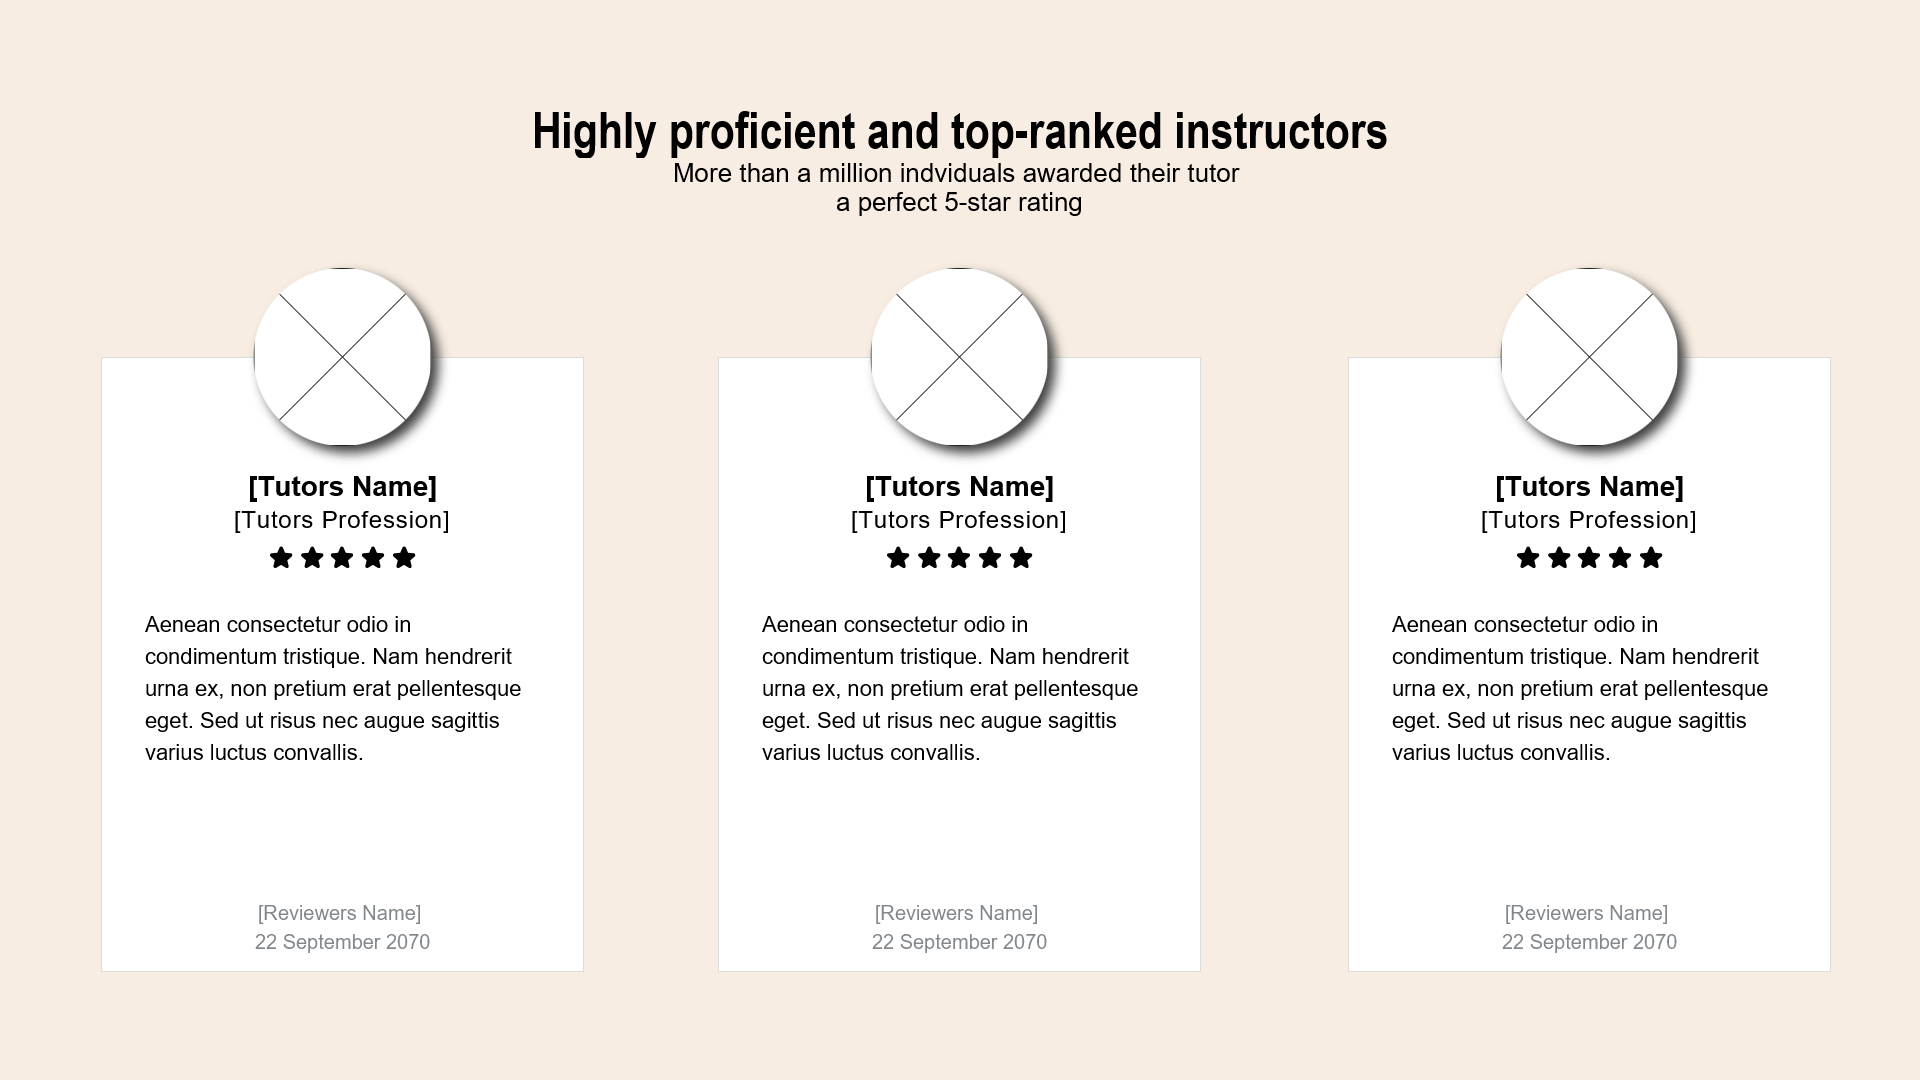 Highly proficient and top-ranked instructors
More than a million indviduals awarded their tutor
a perfect 5-star rating
[Tutors Name]
[Tutors Profession]
Aenean consectetur odio in
condimentum tristique. Nam hendrerit
urna ex, non pretium erat pellentesque
eget. Sed ut risus nec augue sagittis
varius luctus convallis.
[Reviewers Name]
22 September 2070
[Tutors Name]
[Tutors Profession]
Aenean consectetur odio in
condimentum tristique. Nam hendrerit
urna ex, non pretium erat pellentesque
eget. Sed ut risus nec augue sagittis
varius luctus convallis.
[Reviewers Name]
22 September 2070
[Tutors Name]
[Tutors Profession]
Aenean consectetur odio in
condimentum tristique. Nam hendrerit
urna ex, non pretium erat pellentesque
eget. Sed ut risus nec augue sagittis
varius luctus convallis.
[Reviewers Name]
22 September 2070